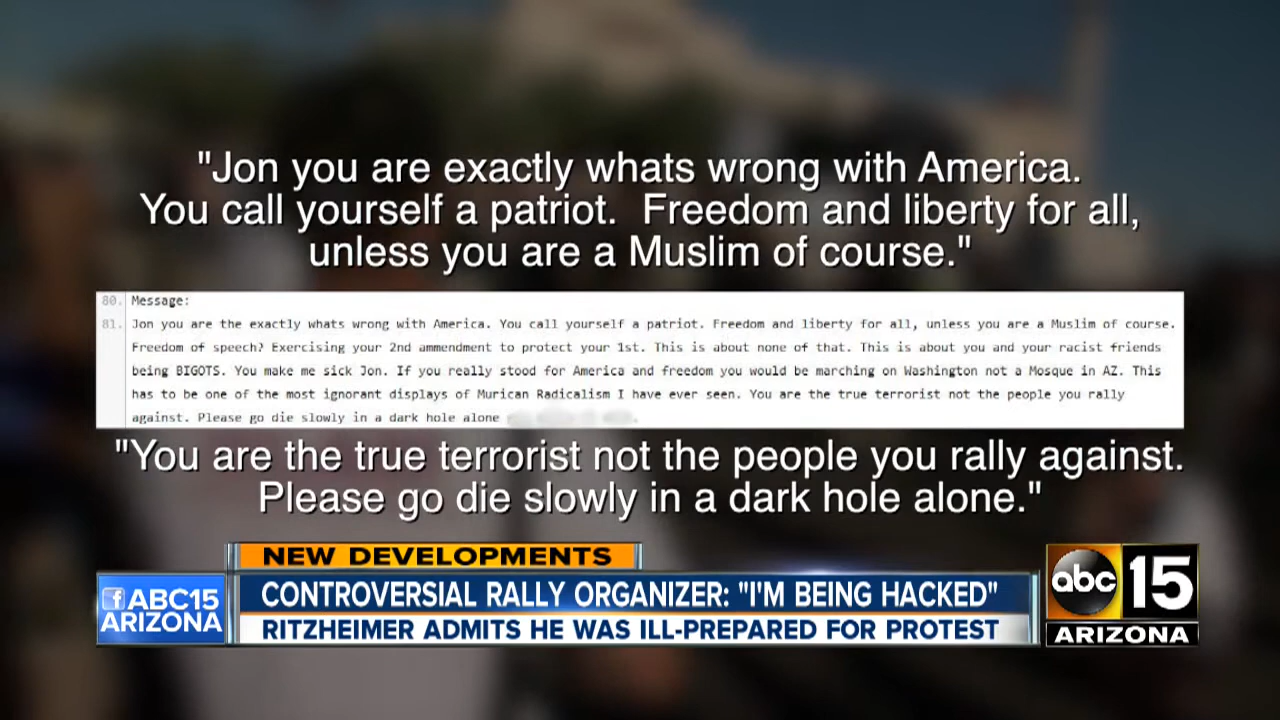 "Jon you are exactly whats wrong with America.
You call yourself a patriot. Freedom and liberty for all,
unless you are a Muslim of course."
80. Message:
81. Jon you are the exactly whats wrong with America. You call yourself a patriot. Freedom and liberty for all, unless you are a Muslim of course.
Freedom of speech? Exercising your 2nd ammendment to protect your 1st. This is about none of that. This is about you and your racist friends
being BIGOTS. You make me sick Jon. If you really stood for America and freedom you would be marching on Washington not a Mosque in AZ. This
has to be one of the most ignorant displays of Murican Radicalism I have ever seen. You are the true terrorist not the people you rally
against. Please go die slowly in a dark hole alone
"You are the true terrorist not the people you rally against.
Please go die slowly in a dark hole alone."
NEW DEVELOPMENTS
CONTROVERSIAL RALLY ORGANIZER: "I'M BEING HACKED"
RITZHEIMER ADMITS HE WAS ILL-PREPARED FOR PROTEST
f ABC15
ARIZONA
abc 15
ARIZONA